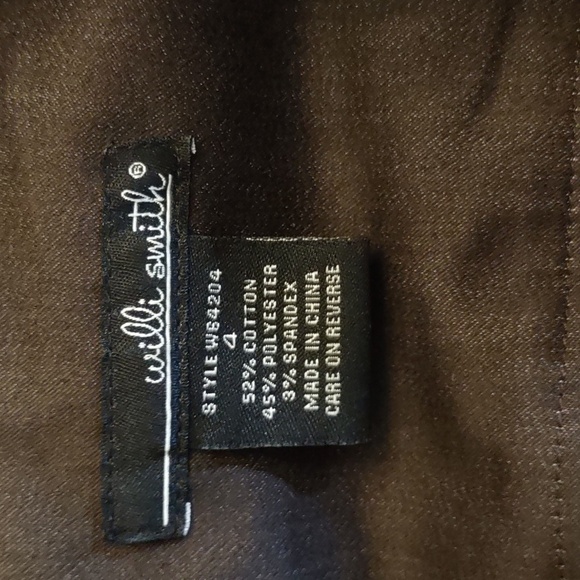 willi smith®
STYLE W64204
4
52% COTTON
45% POLYESTER
3% SPANDEX
MADE IN CHINA
CARE ON REVERSE